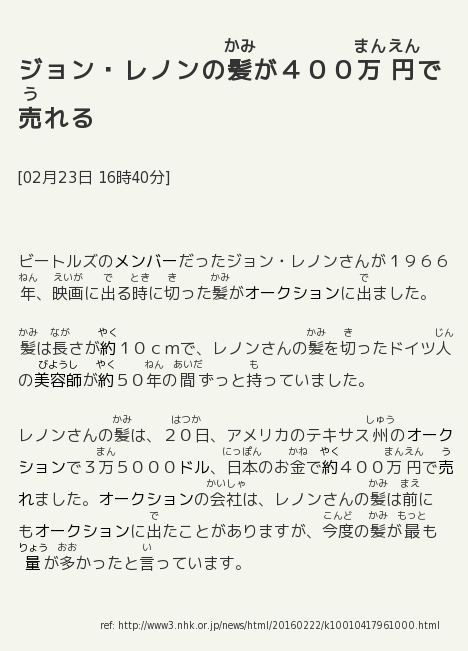 かみ まんえん
ジョン・レノンの髪が４００万 円で
う
売れる
[02月23日 16時40分]
ビートルズのメンバーだったジョン・レノンさんが１９６６
ねん えいが で とき き かみ で
年、映画に出る時に切った髪がオークションに出ました。
かみ なが やく かみ き じん
髪は長さが約１０ｃｍで、レノンさんの髪を切ったドイツ人
びようし やく ねん あいだ も
の美容師が約５０年の間ずっと持っていました。
かみ はつか しゅう
レノンさんの髪は、２０日、アメリカのテキサス州のオーク
まん にっぽん かね やく まんえん う
ションで３万５０００ドル、日本のお金で約４００万 円で売
かいしゃ かみ まえ
れました。オークションの会社は、レノンさんの髪は前に
で こんど かみ もっと
もオークションに出たことがありますが、今度の髪が最も
りょう おお い
量が多かったと言っています。
ref: http://www3.nhk.or.jp/news/html/20160222/k10010417961000.html